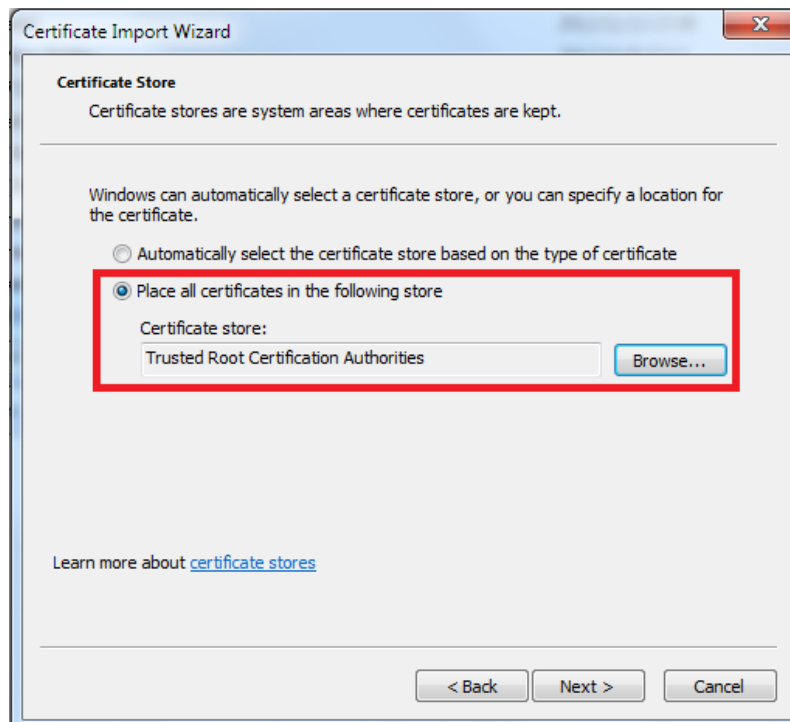 Certificate Import Wizard
Certificate Store
Certificate stores are system areas where certificates are kept.
Windows can automatically select a certificate store, or you can specify a location for
the certificate.
Automatically select the certificate store based on the type of certificate
Place all certificates in the following store
Certificate store:
Trusted Root Certification Authorities
Browse...
Learn more about certificate stores
< Back
Next >
Cancel